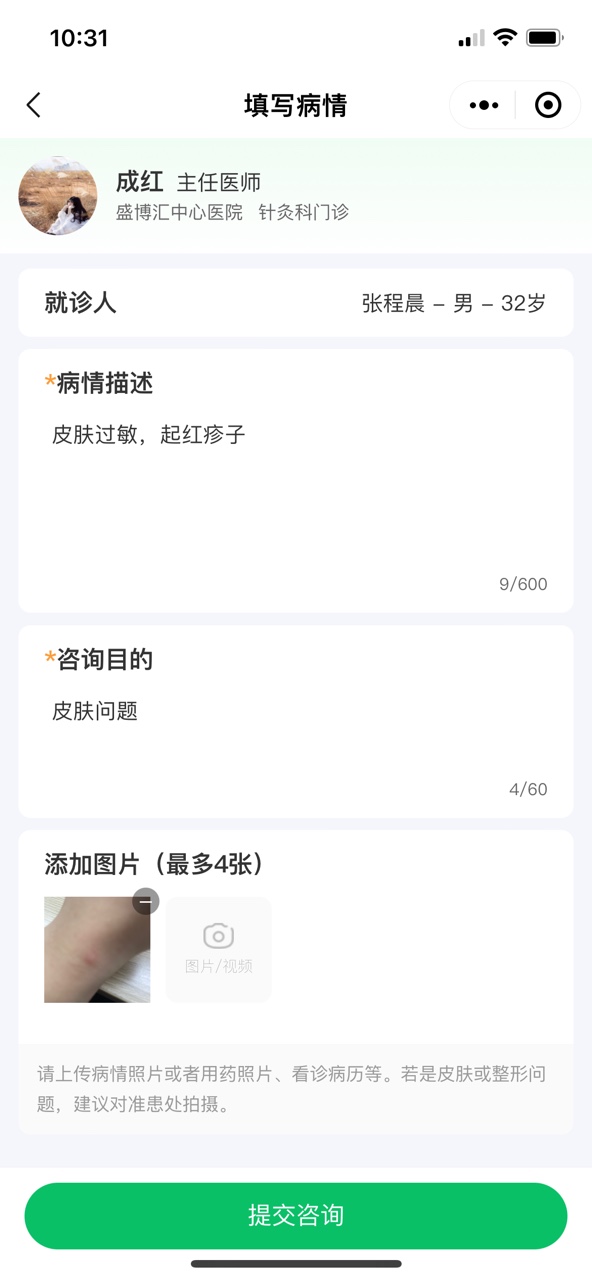 10:31
填写病情
成红 主任医师
盛博汇中心医院 针灸科门诊
就诊人 张程晨 – 男 – 32岁
*病情描述
皮肤过敏，起红疹子
9/600
*咨询目的
皮肤问题
4/60
添加图片（最多4张）
图片/视频
请上传病情照片或者用药照片、看诊病历等。若是皮肤或整形问
题，建议对准患处拍摄。
提交咨询